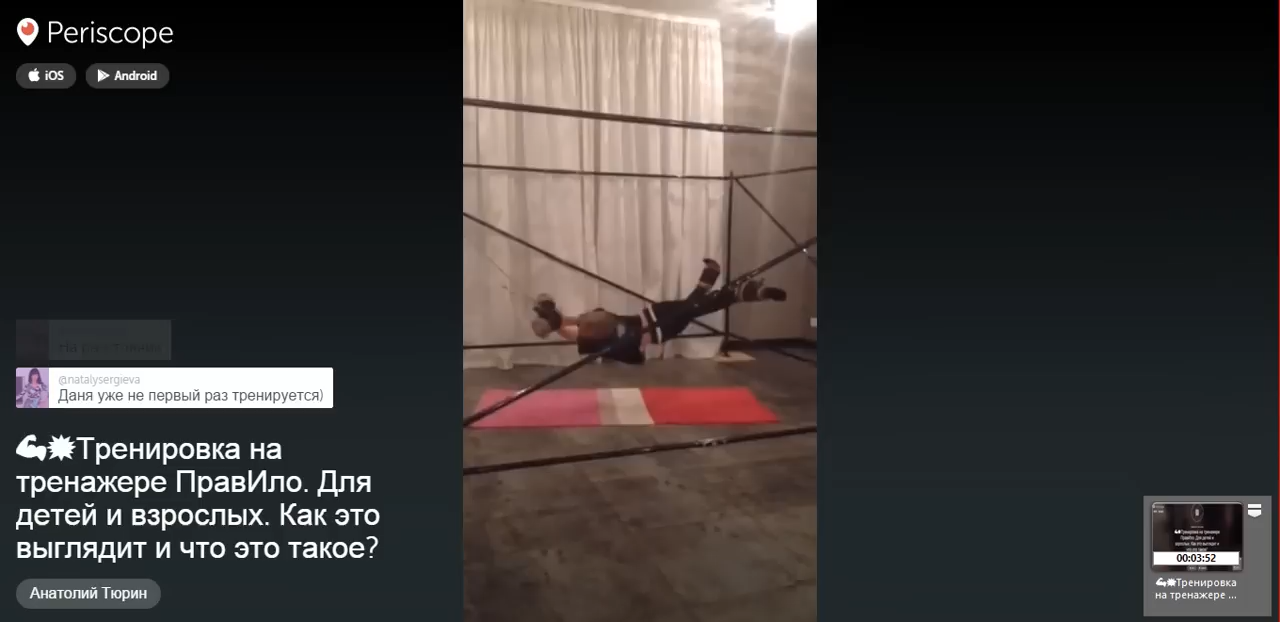 Periscope
iOS
Android
@natalysergieva
Даня уже не первый раз тренируется)
Тренировка на
тренажере ПравИло. Для
детей и взрослых. Как это
выглядит и что это такое?
Анатолий Тюрин
00:03:52
Тренировка
на тренажере ...